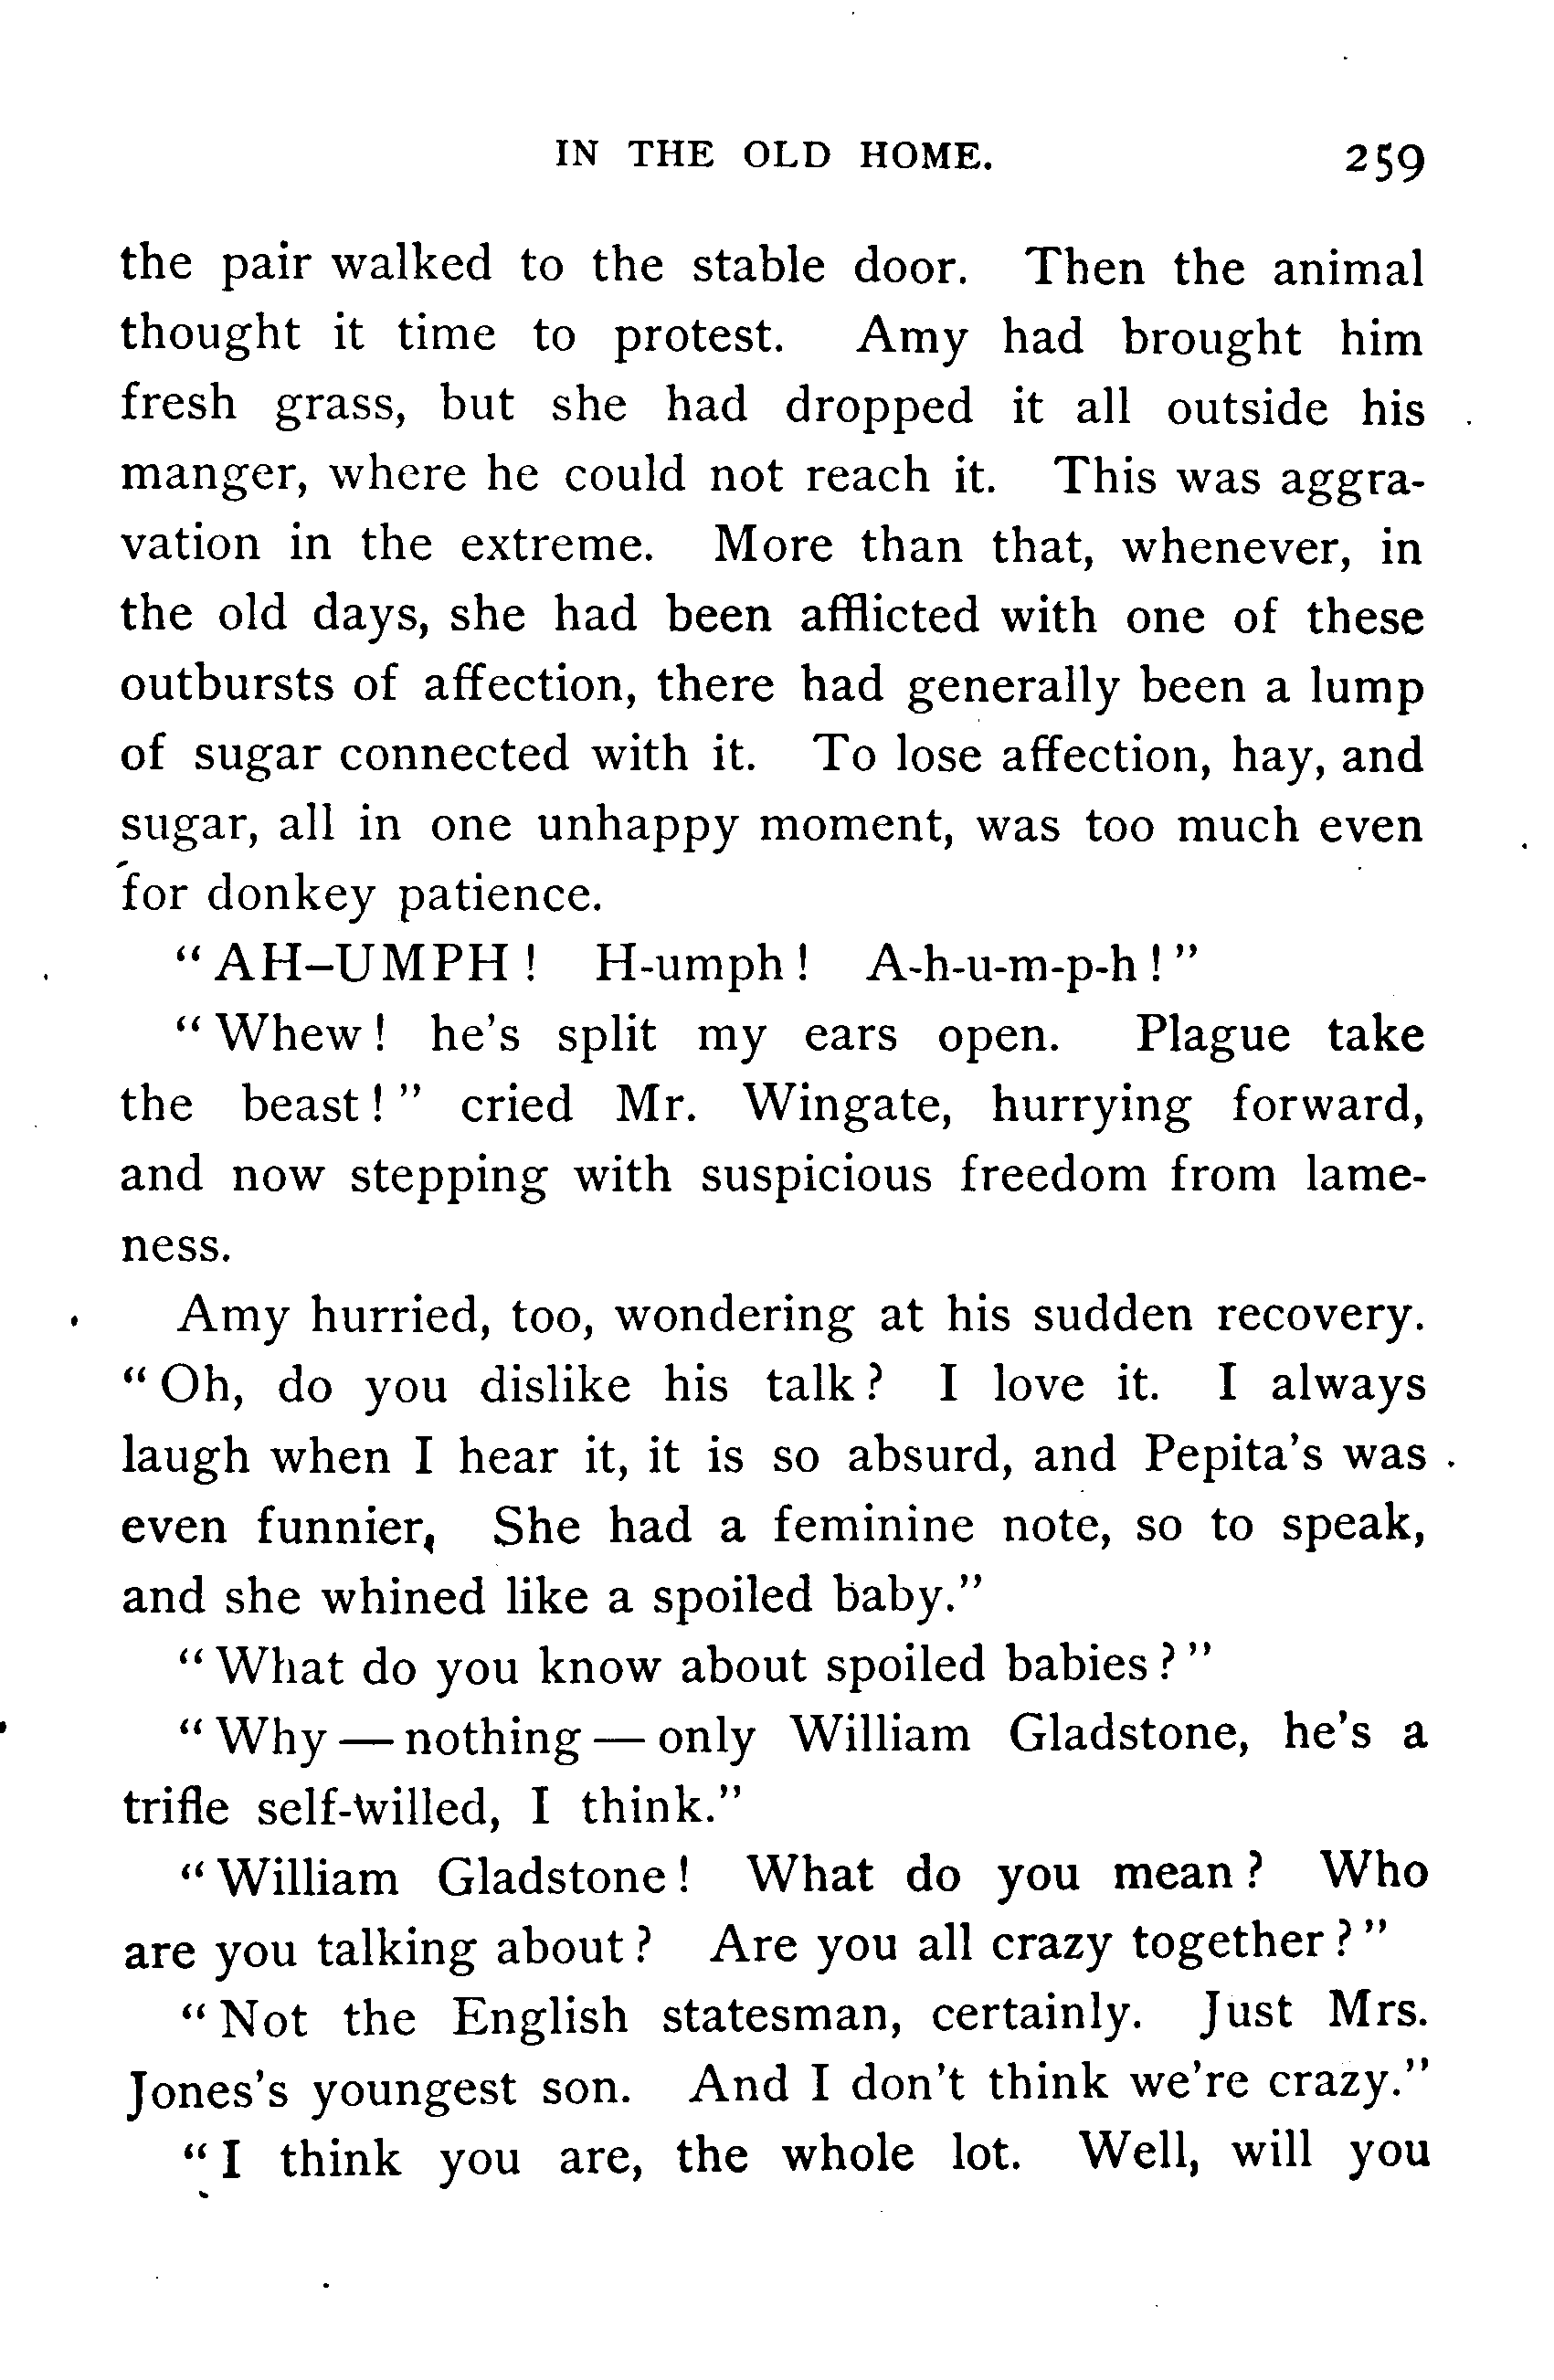 IN THE OLD HOME. 259
the pair walked to the stable door. Then the animal
thought it time to protest. Amy had brought him
fresh grass, but she had dropped it all outside his
manger, where he could not reach it. This was aggra-
vation in the extreme. More than that, whenever, in
the old days, she had been afflicted with one of these
outbursts of affection, there had generally been a lump
of sugar connected with it. To lose affection, hay, and
sugar, all in one unhappy moment, was too much even
for donkey patience.
“AH–UMPH! H-umph! A-h-u-m-p-h!”
“Whew! he’s split my ears open. Plague take
the beast!” cried Mr. Wingate, hurrying forward,
and now stepping with suspicious freedom from lame-
ness.
Amy hurried, too, wondering at his sudden recovery.
“Oh, do you dislike his talk? I love it. I always
laugh when I hear it, it is so absurd, and Pepita’s was
even funnier, She had a feminine note, so to speak,
and she whined like a spoiled baby.”
“What do you know about spoiled babies?”
“Why — nothing — only William Gladstone, he’s a
trifle self-willed, I think.”
“William Gladstone! What do you mean? Who
are you talking about? Are you all crazy together?”
“Not the English statesman, certainly. Just Mrs.
Jones’s youngest son. And I don’t think we’re crazy.”
“I think you are, the whole lot. Well, will you